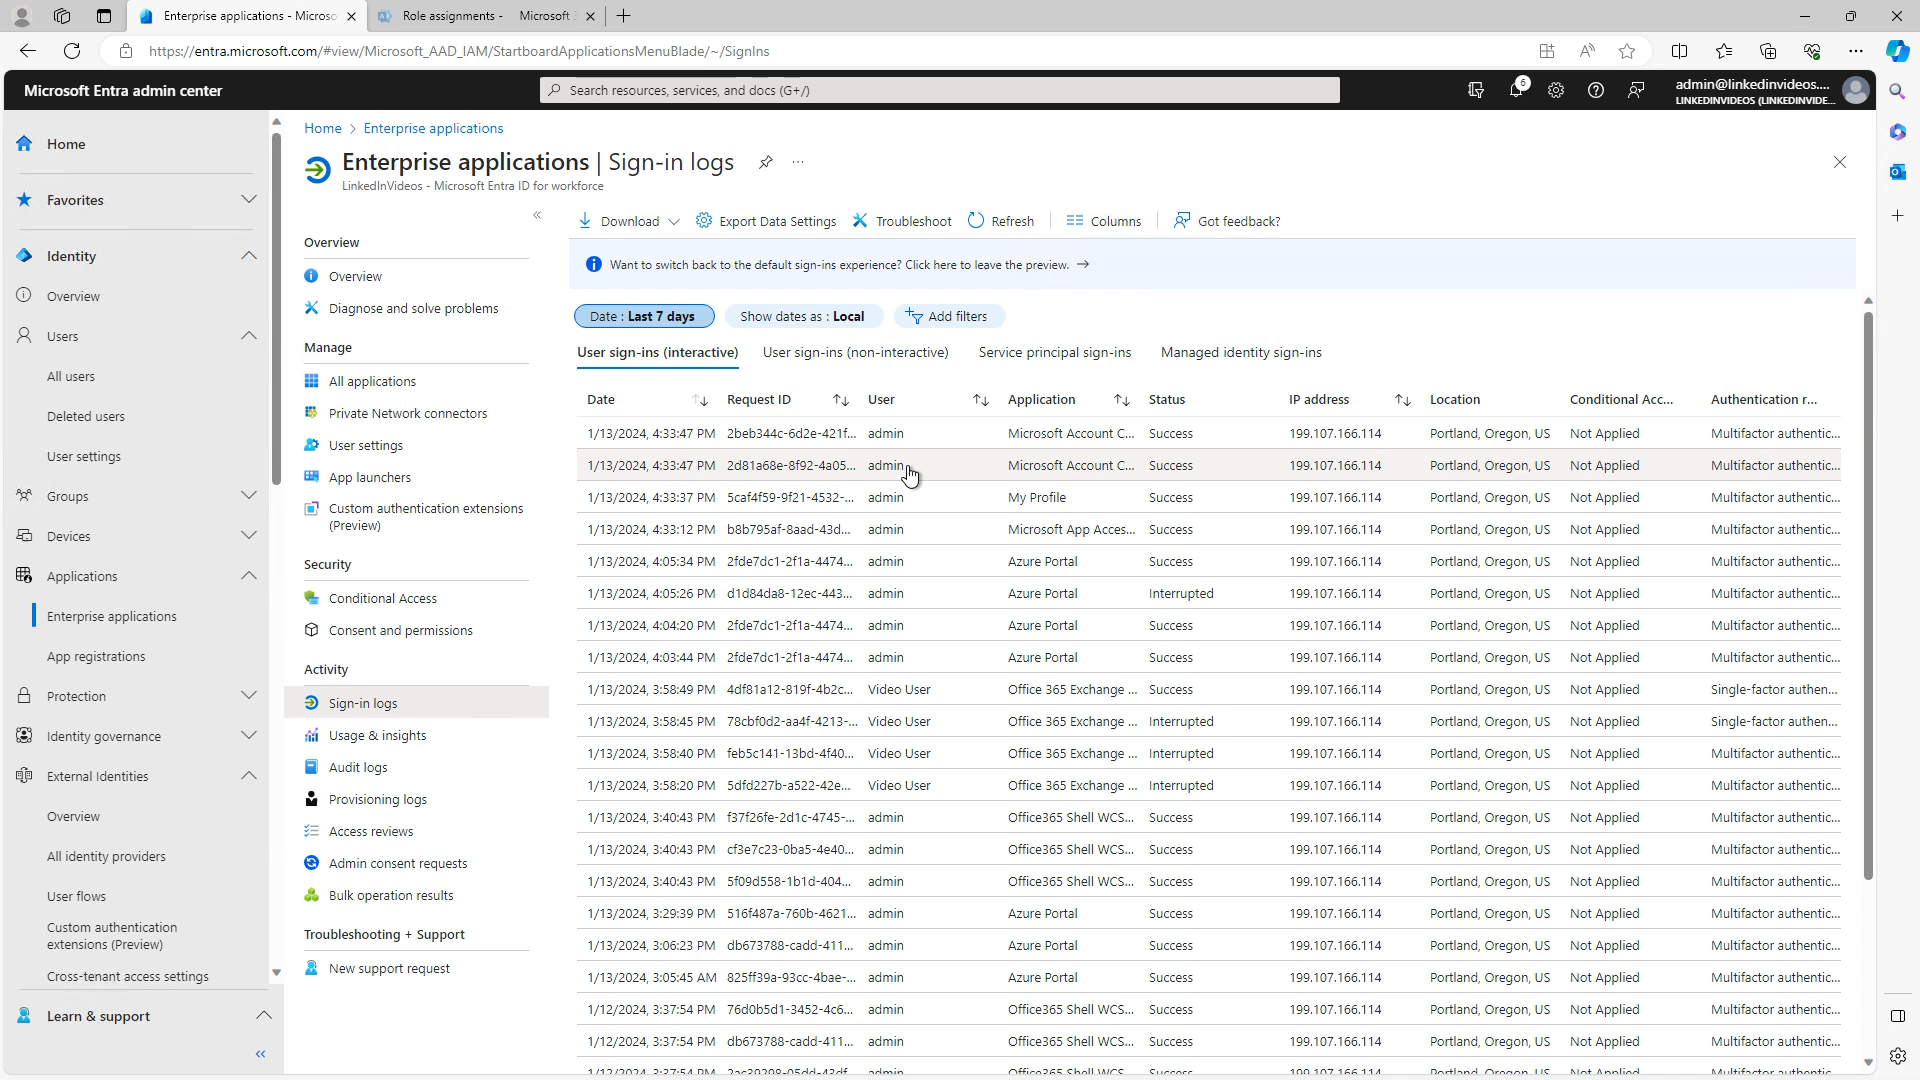 Enterprise applications - Microso
Role assignments - Microsoft 3
https://entra.microsoft.com/#view/Microsoft_AAD_IAM/StartboardApplicationsMenuBlade/~/SignIns
Microsoft Entra admin center
Search resources, services, and docs (G+/)
6
admin@linkedinvideos....
LINKEDINVIDEOS (LINKEDINVIDE...
Home
Favorites
Identity
Overview
Users
All users
Deleted users
User settings
Groups
Devices
Applications
Enterprise applications
App registrations
Protection
Identity governance
External Identities
Overview
All identity providers
User flows
Custom authentication
extensions (Preview)
Cross-tenant access settings
Learn & support
Home > Enterprise applications
Enterprise applications | Sign-in logs
LinkedInVideos - Microsoft Entra ID for workforce
Overview
Overview
Diagnose and solve problems
Manage
All applications
Private Network connectors
User settings
App launchers
Custom authentication extensions
(Preview)
Security
Conditional Access
Consent and permissions
Activity
Sign-in logs
Usage & insights
Audit logs
Provisioning logs
Access reviews
Admin consent requests
Bulk operation results
Troubleshooting + Support
New support request
Download Export Data Settings Troubleshoot Refresh Columns Got feedback?
Want to switch back to the default sign-ins experience? Click here to leave the preview. →
Date : Last 7 days Show dates as : Local Add filters
User sign-ins (interactive) User sign-ins (non-interactive) Service principal sign-ins Managed identity sign-ins
Date Request ID User Application Status IP address Location Conditional Acc... Authentication r...
1/13/2024, 4:33:47 PM 2beb344c-6d2e-421f... admin Microsoft Account C... Success 199.107.166.114 Portland, Oregon, US Not Applied Multifactor authentic...
1/13/2024, 4:33:47 PM 2d81a68e-8f92-4a05... admin Microsoft Account C... Success 199.107.166.114 Portland, Oregon, US Not Applied Multifactor authentic...
1/13/2024, 4:33:37 PM 5caf4f59-9f21-4532-... admin My Profile Success 199.107.166.114 Portland, Oregon, US Not Applied Multifactor authentic...
1/13/2024, 4:33:12 PM b8b795af-8aad-43d... admin Microsoft App Acces... Success 199.107.166.114 Portland, Oregon, US Not Applied Multifactor authentic...
1/13/2024, 4:05:34 PM 2fde7dc1-2f1a-4474... admin Azure Portal Success 199.107.166.114 Portland, Oregon, US Not Applied Multifactor authentic...
1/13/2024, 4:05:26 PM d1d84da8-12ec-443... admin Azure Portal Interrupted 199.107.166.114 Portland, Oregon, US Not Applied Multifactor authentic...
1/13/2024, 4:04:20 PM 2fde7dc1-2f1a-4474... admin Azure Portal Success 199.107.166.114 Portland, Oregon, US Not Applied Multifactor authentic...
1/13/2024, 4:03:44 PM 2fde7dc1-2f1a-4474... admin Azure Portal Success 199.107.166.114 Portland, Oregon, US Not Applied Multifactor authentic...
1/13/2024, 3:58:49 PM 4df81a12-819f-4b2c... Video User Office 365 Exchange ... Success 199.107.166.114 Portland, Oregon, US Not Applied Single-factor authen...
1/13/2024, 3:58:45 PM 78cbf0d2-aa4f-4213-... Video User Office 365 Exchange ... Interrupted 199.107.166.114 Portland, Oregon, US Not Applied Single-factor authen...
1/13/2024, 3:58:40 PM feb5c141-13bd-4f40... Video User Office 365 Exchange ... Interrupted 199.107.166.114 Portland, Oregon, US Not Applied Multifactor authentic...
1/13/2024, 3:58:20 PM 5dfd227b-a522-42e... Video User Office 365 Exchange ... Interrupted 199.107.166.114 Portland, Oregon, US Not Applied Multifactor authentic...
1/13/2024, 3:40:43 PM f37f26fe-2d1c-4745-... admin Office365 Shell WCS... Success 199.107.166.114 Portland, Oregon, US Not Applied Multifactor authentic...
1/13/2024, 3:40:43 PM cf3e7c23-0ba5-4e40... admin Office365 Shell WCS... Success 199.107.166.114 Portland, Oregon, US Not Applied Multifactor authentic...
1/13/2024, 3:40:43 PM 5f09d558-1b1d-404... admin Office365 Shell WCS... Success 199.107.166.114 Portland, Oregon, US Not Applied Multifactor authentic...
1/13/2024, 3:29:39 PM 516f487a-760b-4621... admin Azure Portal Success 199.107.166.114 Portland, Oregon, US Not Applied Multifactor authentic...
1/13/2024, 3:06:23 PM db673788-cadd-411... admin Azure Portal Success 199.107.166.114 Portland, Oregon, US Not Applied Multifactor authentic...
1/13/2024, 3:05:45 AM 825ff39a-93cc-4bae-... admin Azure Portal Success 199.107.166.114 Portland, Oregon, US Not Applied Multifactor authentic...
1/12/2024, 3:37:54 PM 76d0b5d1-3452-4c6... admin Office365 Shell WCS... Success 199.107.166.114 Portland, Oregon, US Not Applied Multifactor authentic...
1/12/2024, 3:37:54 PM db673788-cadd-411... admin Office365 Shell WCS... Success 199.107.166.114 Portland, Oregon, US Not Applied Multifactor authentic...